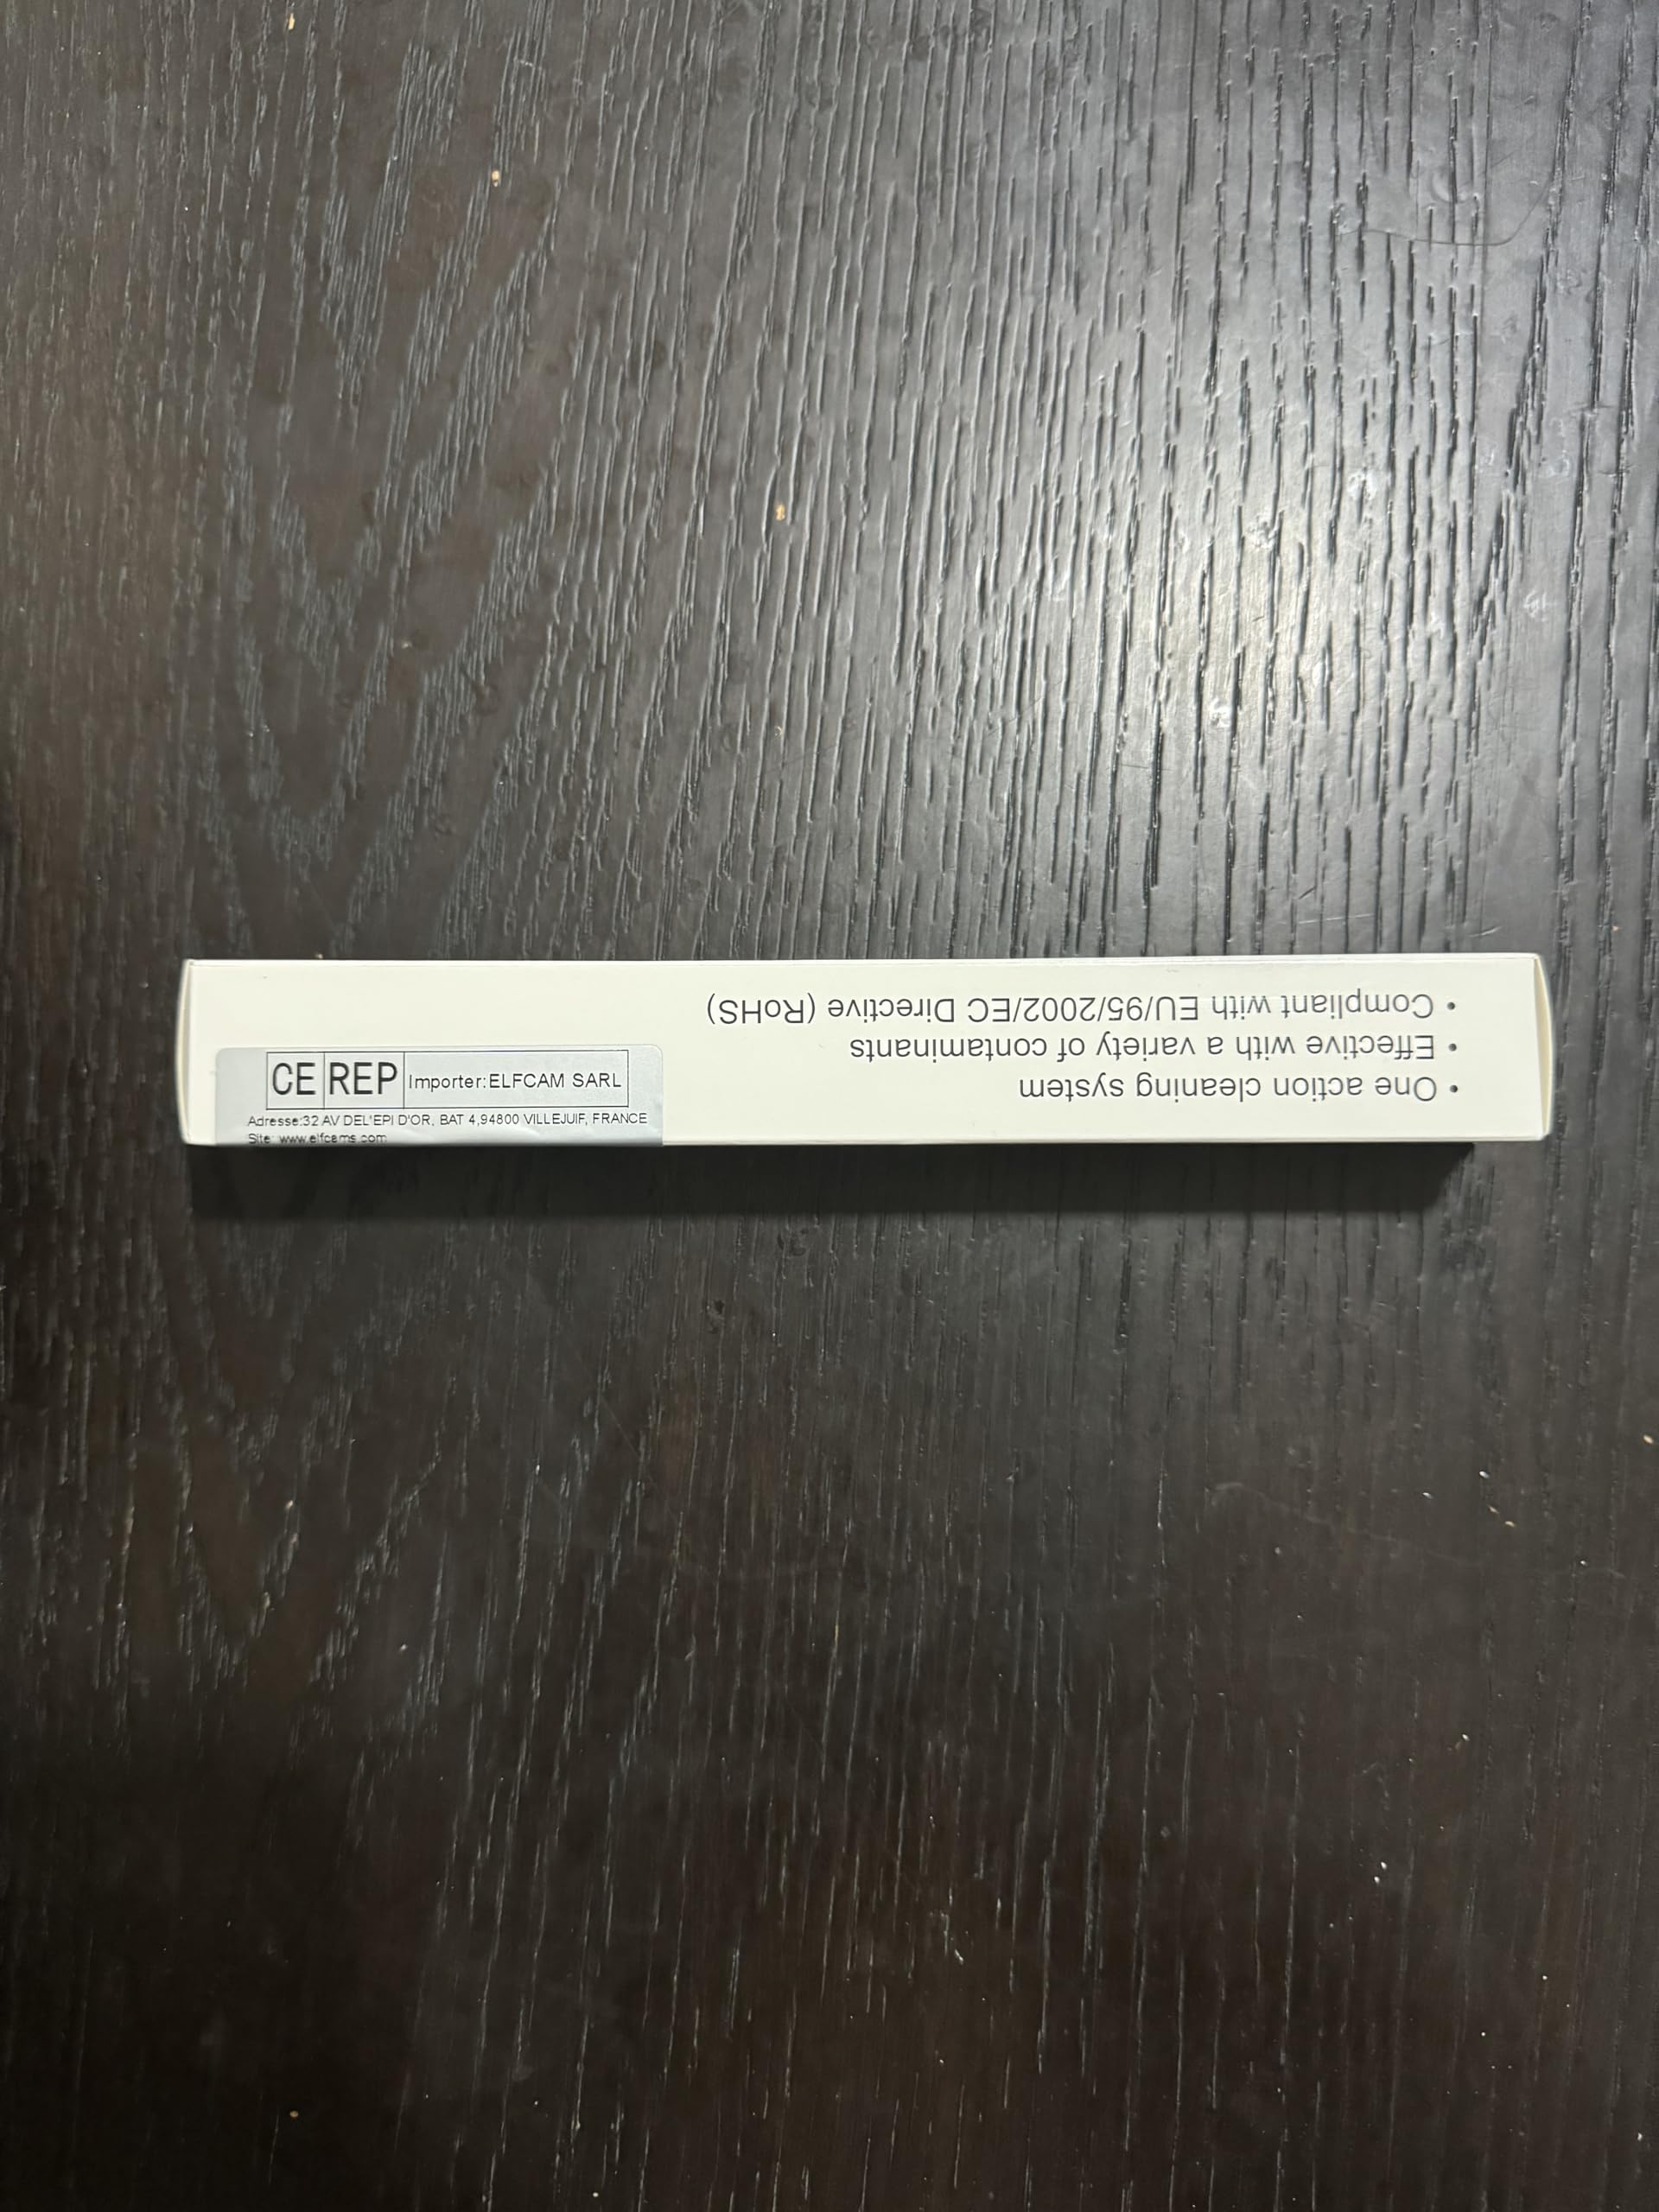 • One action cleaning system
• Effective with a variety of contaminants
• Compliant with EU/95/2002/EC Directive (RoHS)
CE REP Importer:ELFCAM SARL
Adresse:32 AV DEL'EPI D'OR, BAT 4,94800 VILLEJUIF, FRANCE
Site: www.elfcams.com